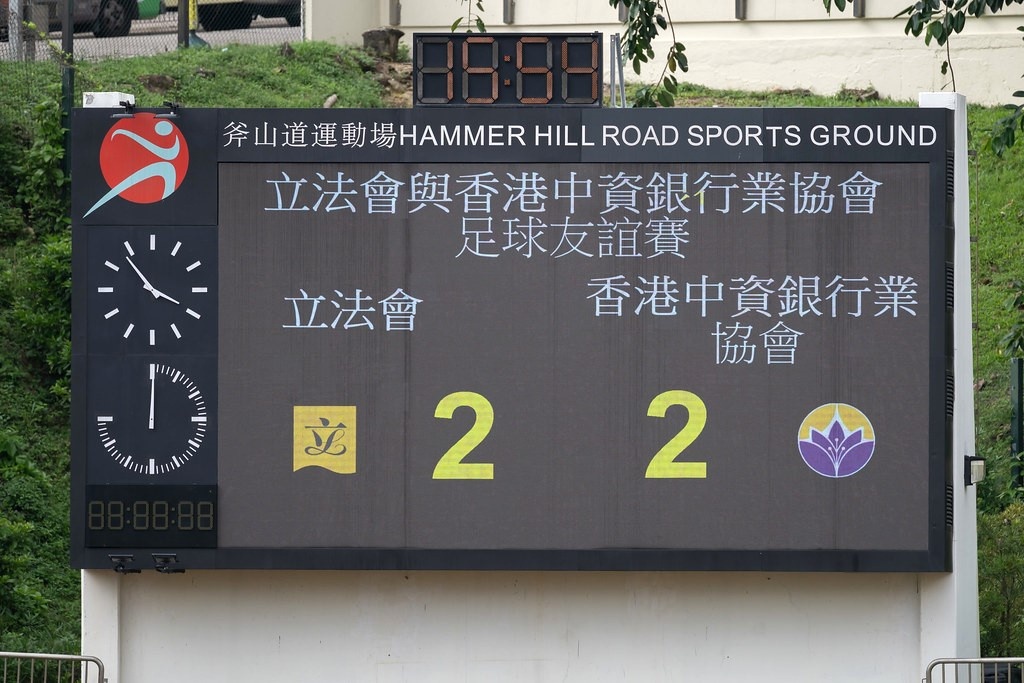 15:54
斧山道運動場HAMMER HILL ROAD SPORTS GROUND
立法會與香港中資銀行業協會
足球友誼賽
立法會
香港中資銀行業
協會
2 2